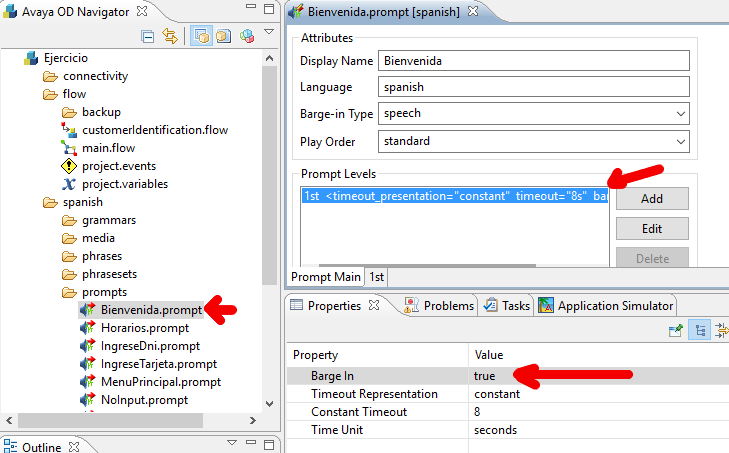 Avaya OD Navigator
Ejercicio
connectivity
flow
backup
customerIdentification.flow
main.flow
project.events
project.variables
spanish
grammars
media
phrases
phrasesets
prompts
Bienvenida.prompt
Horarios.prompt
IngreseDni.prompt
IngreseTarjeta.prompt
MenuPrincipal.prompt
NoInput.prompt
Outline
Bienvenida.prompt [spanish]
Attributes
Display Name Bienvenida
Language spanish
Barge-in Type speech
Play Order standard
Prompt Levels
1st <timeout_presentation="constant" timeout="8s" bar
Add
Edit
Delete
Prompt Main 1st
Properties Problems Tasks Application Simulator
Property Value
Barge In true
Timeout Representation constant
Constant Timeout 8
Time Unit seconds